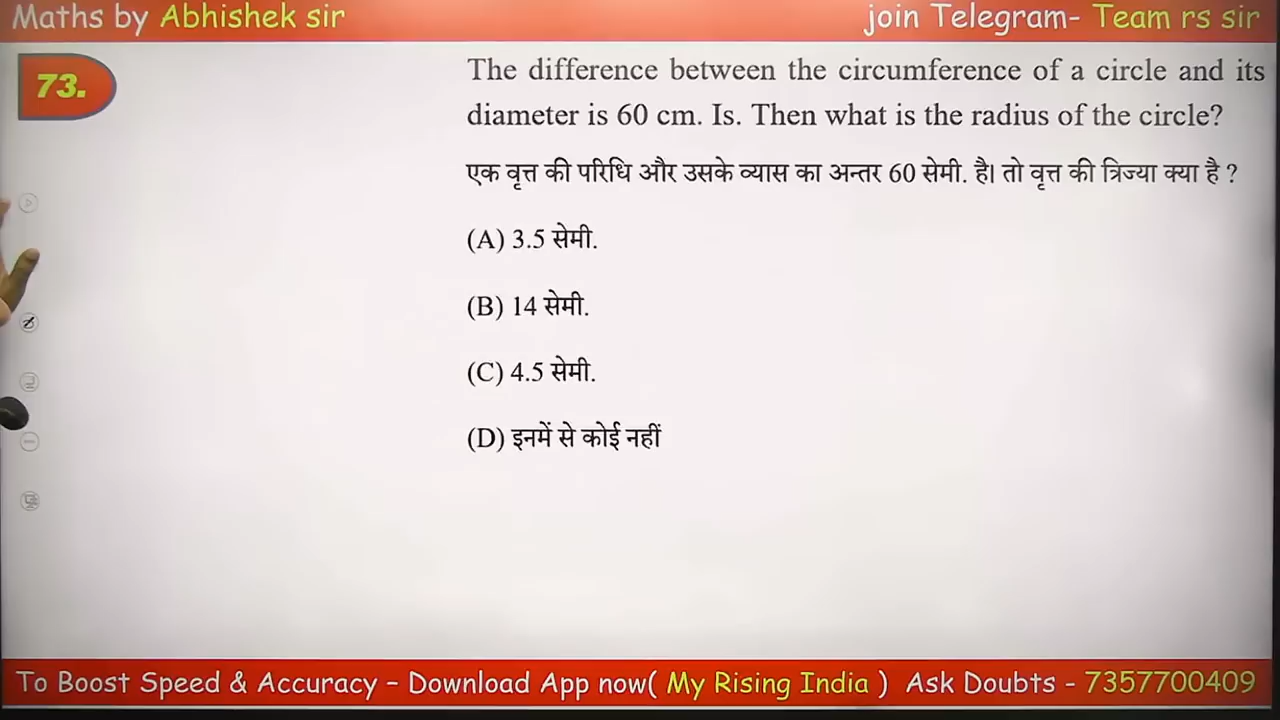 Maths by Abhishek sir
join Telegram- Team rs sir
73.
The difference between the circumference of a circle and its
diameter is 60 cm. Is. Then what is the radius of the circle?
एक वृत्त की परिधि और उसके व्यास का अन्तर 60 सेमी. है। तो वृत्त की त्रिज्या क्या है ?
(A) 3.5 सेमी.
(B) 14 सेमी.
(C) 4.5 सेमी.
(D) इनमें से कोई नहीं
To Boost Speed & Accuracy – Download App now( My Rising India ) Ask Doubts - 7357700409